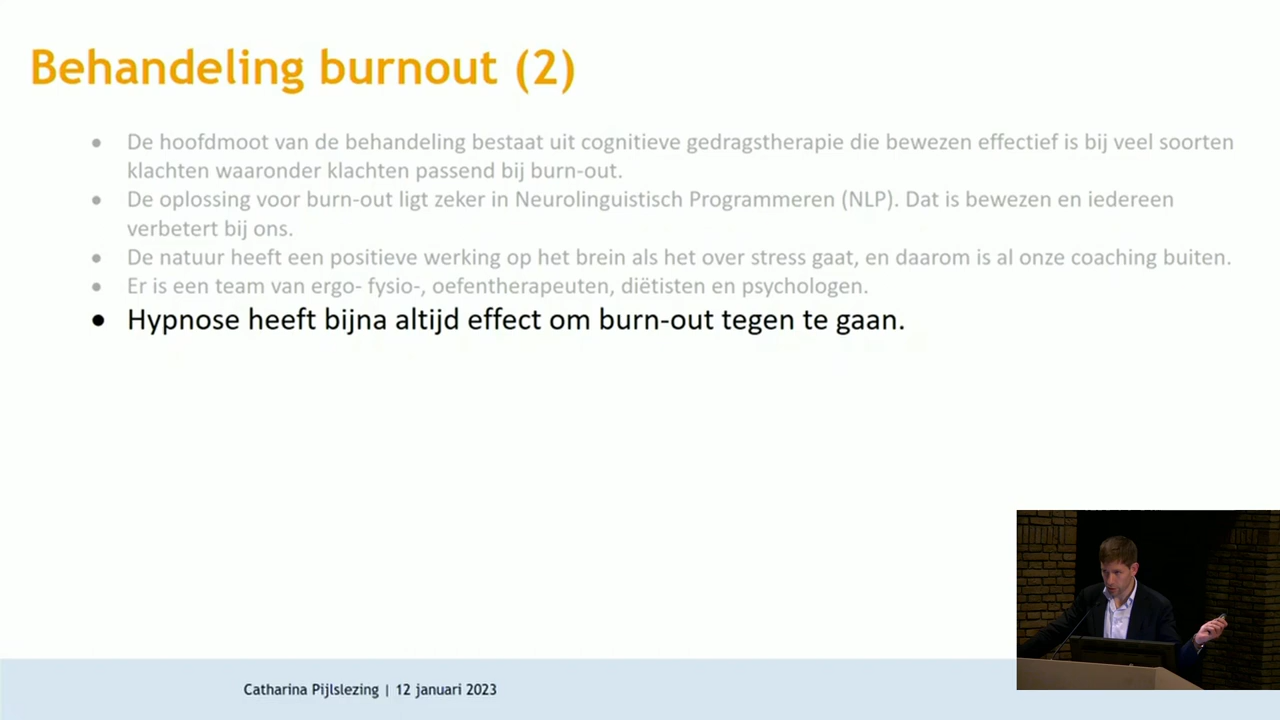 Behandeling burnout (2)
• De hoofdmoot van de behandeling bestaat uit cognitieve gedragstherapie die bewezen effectief is bij veel soorten
klachten waaronder klachten passend bij burn-out.
• De oplossing voor burn-out ligt zeker in Neurolinguistisch Programmeren (NLP). Dat is bewezen en iedereen
verbetert bij ons.
• De natuur heeft een positieve werking op het brein als het over stress gaat, en daarom is al onze coaching buiten.
• Er is een team van ergo- fysio-, oefentherapeuten, diëtisten en psychologen.
• Hypnose heeft bijna altijd effect om burn-out tegen te gaan.
Catharina Pijlslezing | 12 januari 2023